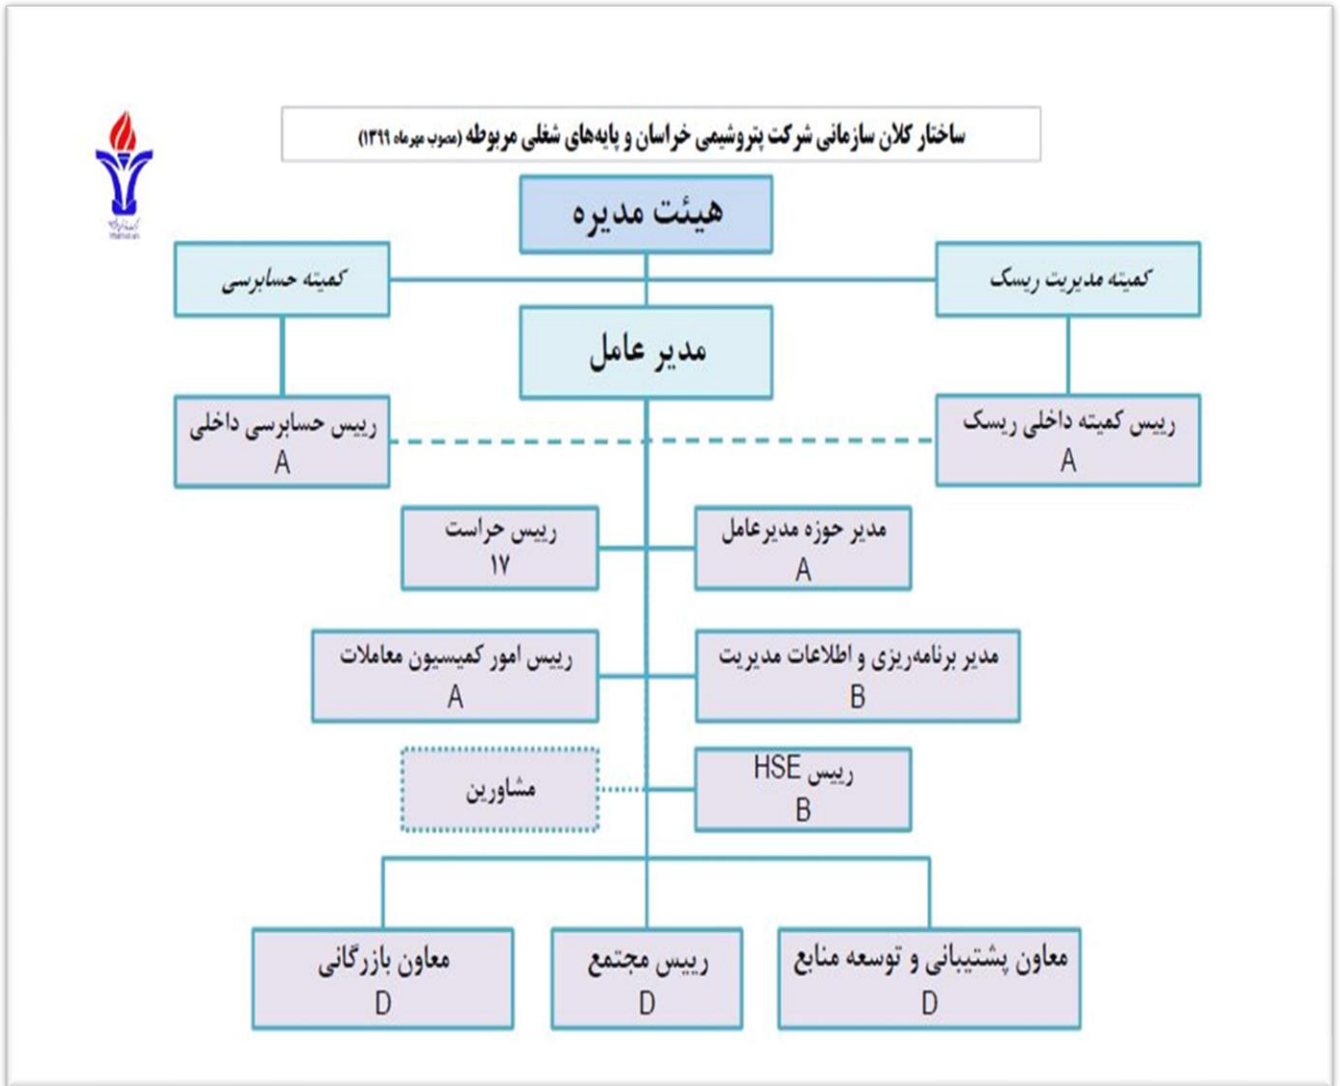 ساختار کلان سازمانی شرکت پتروشیمی خراسان و پایه‌های شغلی مربوطه (مصوب مهرماه ۱۳۹۹)
هیئت مدیره
کمیته مدیریت ریسک
کمیته حسابرسی
مدیر عامل
رییس کمیته داخلی ریسک
A
رییس حسابرسی داخلی
A
مدیر حوزه مدیرعامل
A
رییس حراست
۱۷
مدیر برنامه‌ریزی و اطلاعات مدیریت
B
رییس امور کمیسیون معاملات
A
رییس HSE
B
مشاورین
معاون پشتیبانی و توسعه منابع
D
رییس مجتمع
D
معاون بازرگانی
D